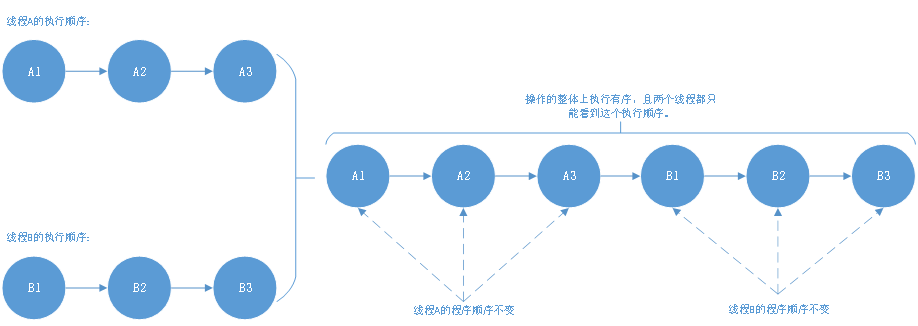 线程A的执行顺序：
A1
A2
A3
操作的整体上执行有序，且两个线程都只
能看到这个执行顺序。
A1
A2
A3
B1
B2
B3
线程B的执行顺序：
B1
B2
B3
线程A的程序顺序不变
线程B的程序顺序不变